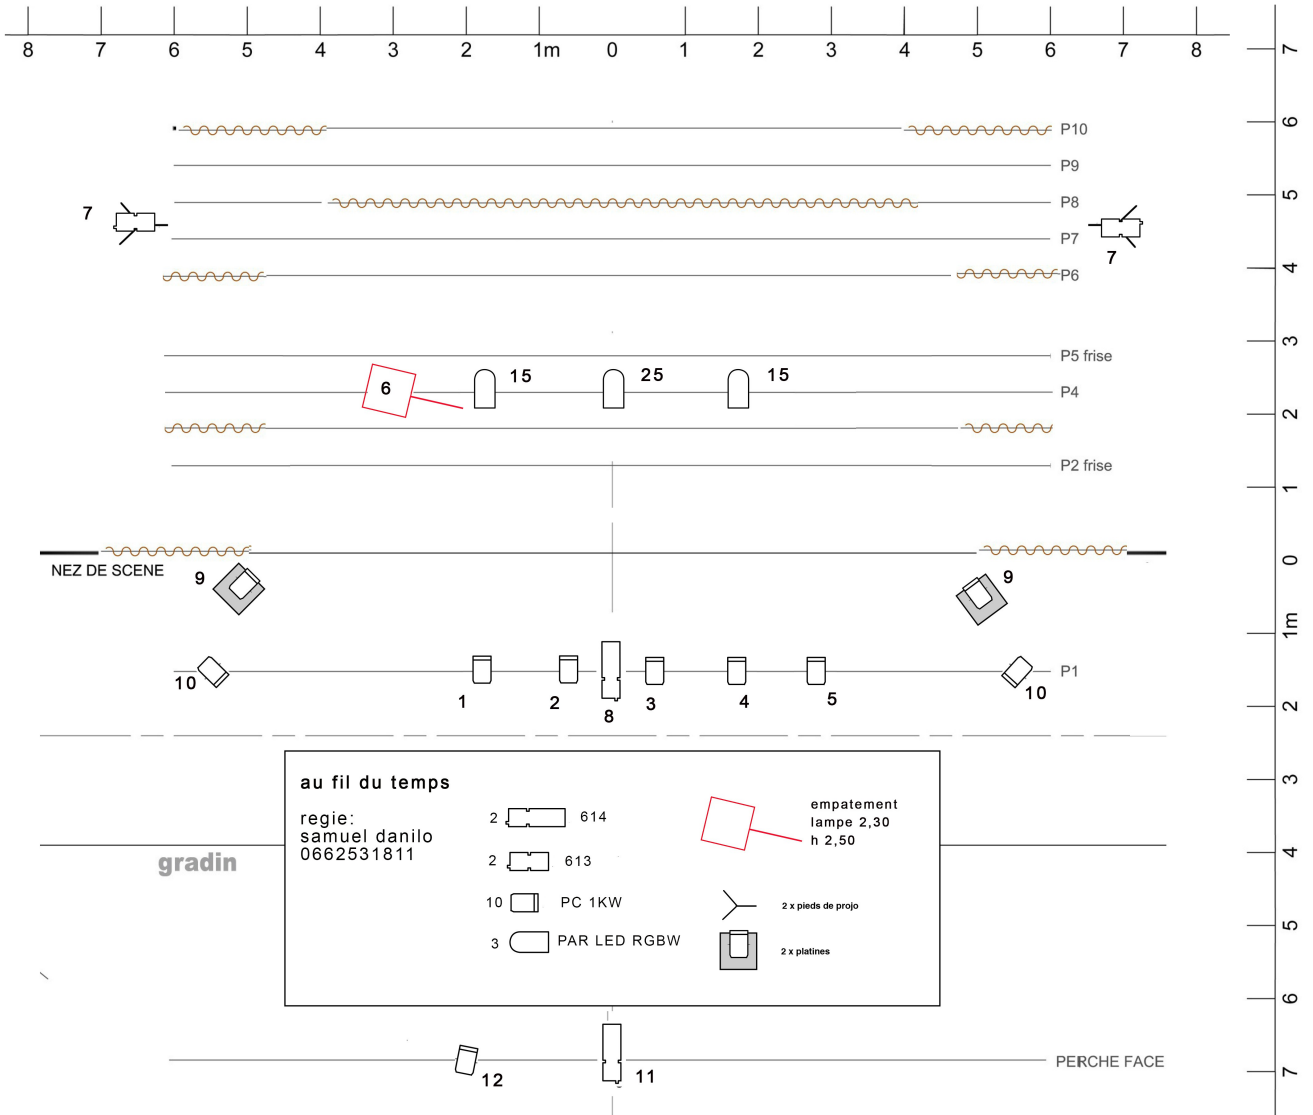 8 7 6 5 4 3 2 1m 0 1 2 3 4 5 6 7 8
7
6
P10
P9
5
P8
7
7
P7
7
4
P6
3
P5 frise
6 15 25 15
P4
2
P2 frise
1
0
NEZ DE SCENE
9
9
1m
P1
10
10
1
2
3
4
5
8
2
3
au fil du temps
regie:
samuel danilo
0662531811
2 614
2 613
10 PC 1KW
3 PAR LED RGBW
empatement
lampe 2,30
h 2,50
2 x pieds de projo
2 x platines
4
gradin
5
6
PERCHE FACE
7
12
11